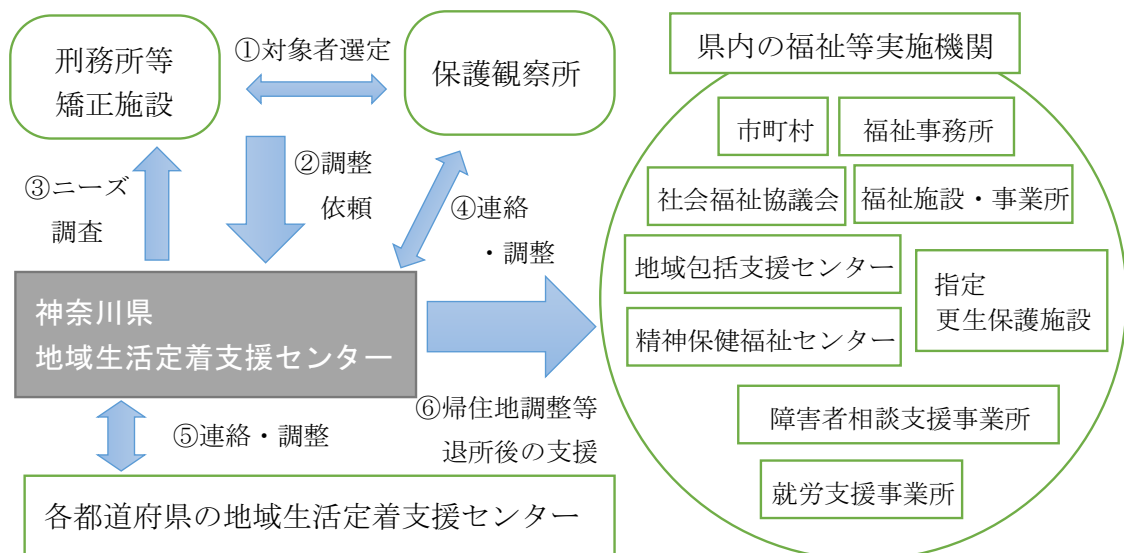 刑務所等
矯正施設
①対象者選定
保護観察所
県内の福祉等実施機関
市町村
福祉事務所
社会福祉協議会
福祉施設・事業所
地域包括支援センター
指定
更生保護施設
精神保健福祉センター
障害者相談支援事業所
就労支援事業所
②調整
依頼
③ニーズ
調査
④連絡
・調整
神奈川県
地域生活定着支援センター
⑤連絡・調整
⑥帰住地調整等
退所後の支援
各都道府県の地域生活定着支援センター